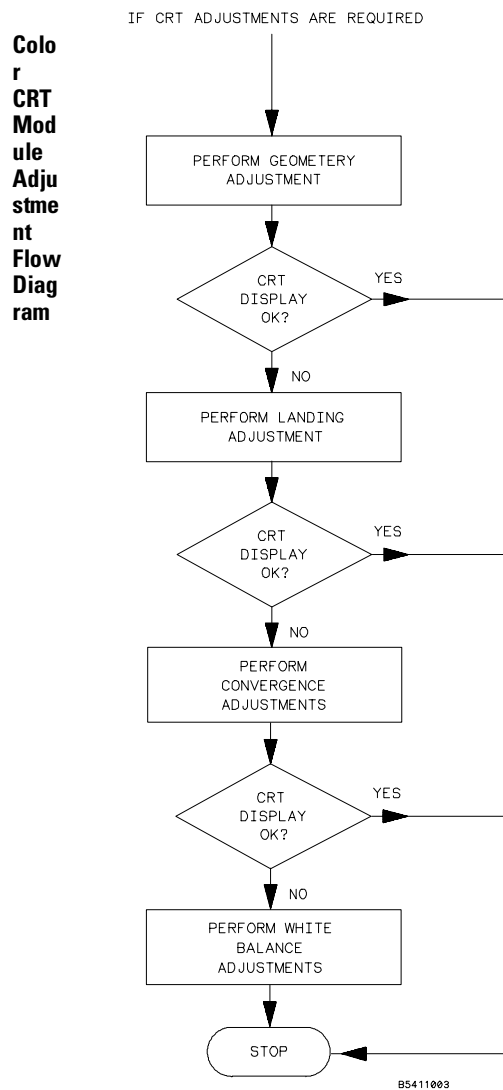 IF CRT ADJUSTMENTS ARE REQUIRED
Colo
r
CRT
Mod
ule
Adju
stme
nt
Flow
Diag
ram
PERFORM GEOMETERY
ADJUSTMENT
CRT
DISPLAY
OK?
YES
NO
PERFORM LANDING
ADJUSTMENT
CRT
DISPLAY
OK?
YES
NO
PERFORM
CONVERGENCE
ADJUSTMENTS
CRT
DISPLAY
OK?
YES
NO
PERFORM WHITE
BALANCE
ADJUSTMENTS
STOP
B5411003